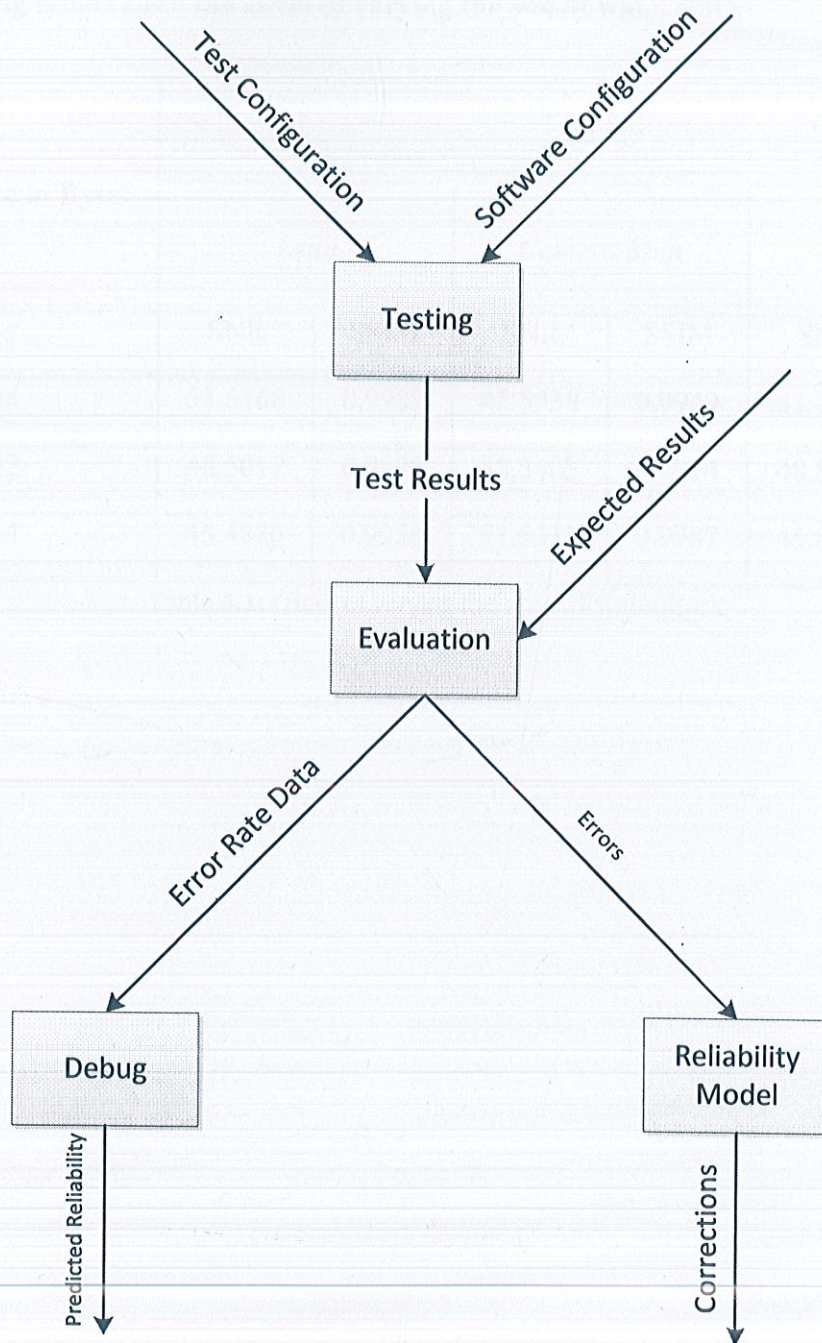 Test Configuration
Software Configuration
Testing
Test Results
Expected Results
Evaluation
Error Rate Data
Errors
Debug
Reliability
Model
Predicted Reliability
Corrections